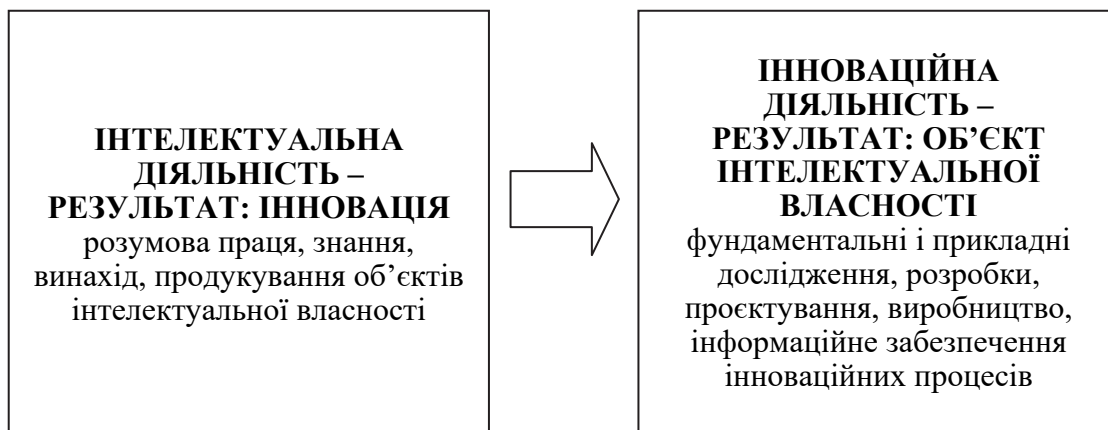 ІНТЕЛЕКТУАЛЬНА
ДІЯЛЬНІСТЬ –
РЕЗУЛЬТАТ: ІННОВАЦІЯ
розумова праця, знання,
винахід, продукування об’єктів
інтелектуальної власності
ІННОВАЦІЙНА
ДІЯЛЬНІСТЬ –
РЕЗУЛЬТАТ: ОБ’ЄКТ
ІНТЕЛЕКТУАЛЬНОЇ
ВЛАСНОСТІ
фундаментальні і прикладні
дослідження, розробки,
проєктування, виробництво,
інформаційне забезпечення
інноваційних процесів